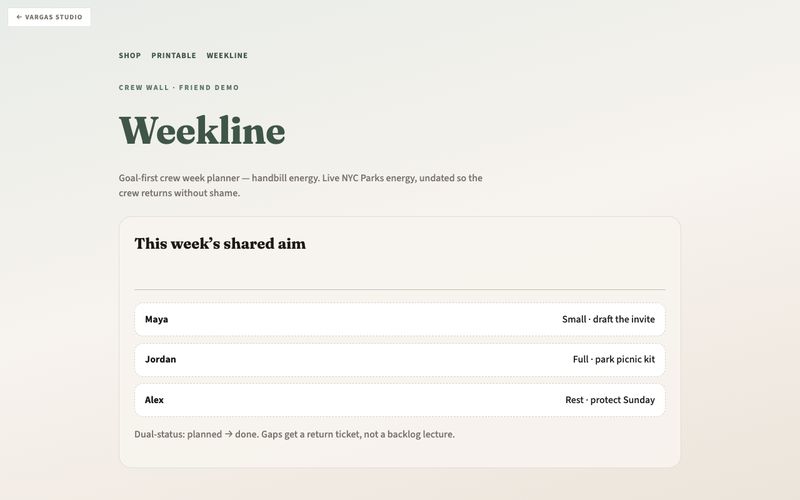 ← VARGAS STUDIO
SHOP PRINTABLE WEEKLINE
CREW WALL · FRIEND DEMO
Weekline
Goal-first crew week planner — handbill energy. Live NYC Parks energy, undated so the
crew returns without shame.
This week’s shared aim
Maya Small · draft the invite
Jordan Full · park picnic kit
Alex Rest · protect Sunday
Dual-status: planned → done. Gaps get a return ticket, not a backlog lecture.